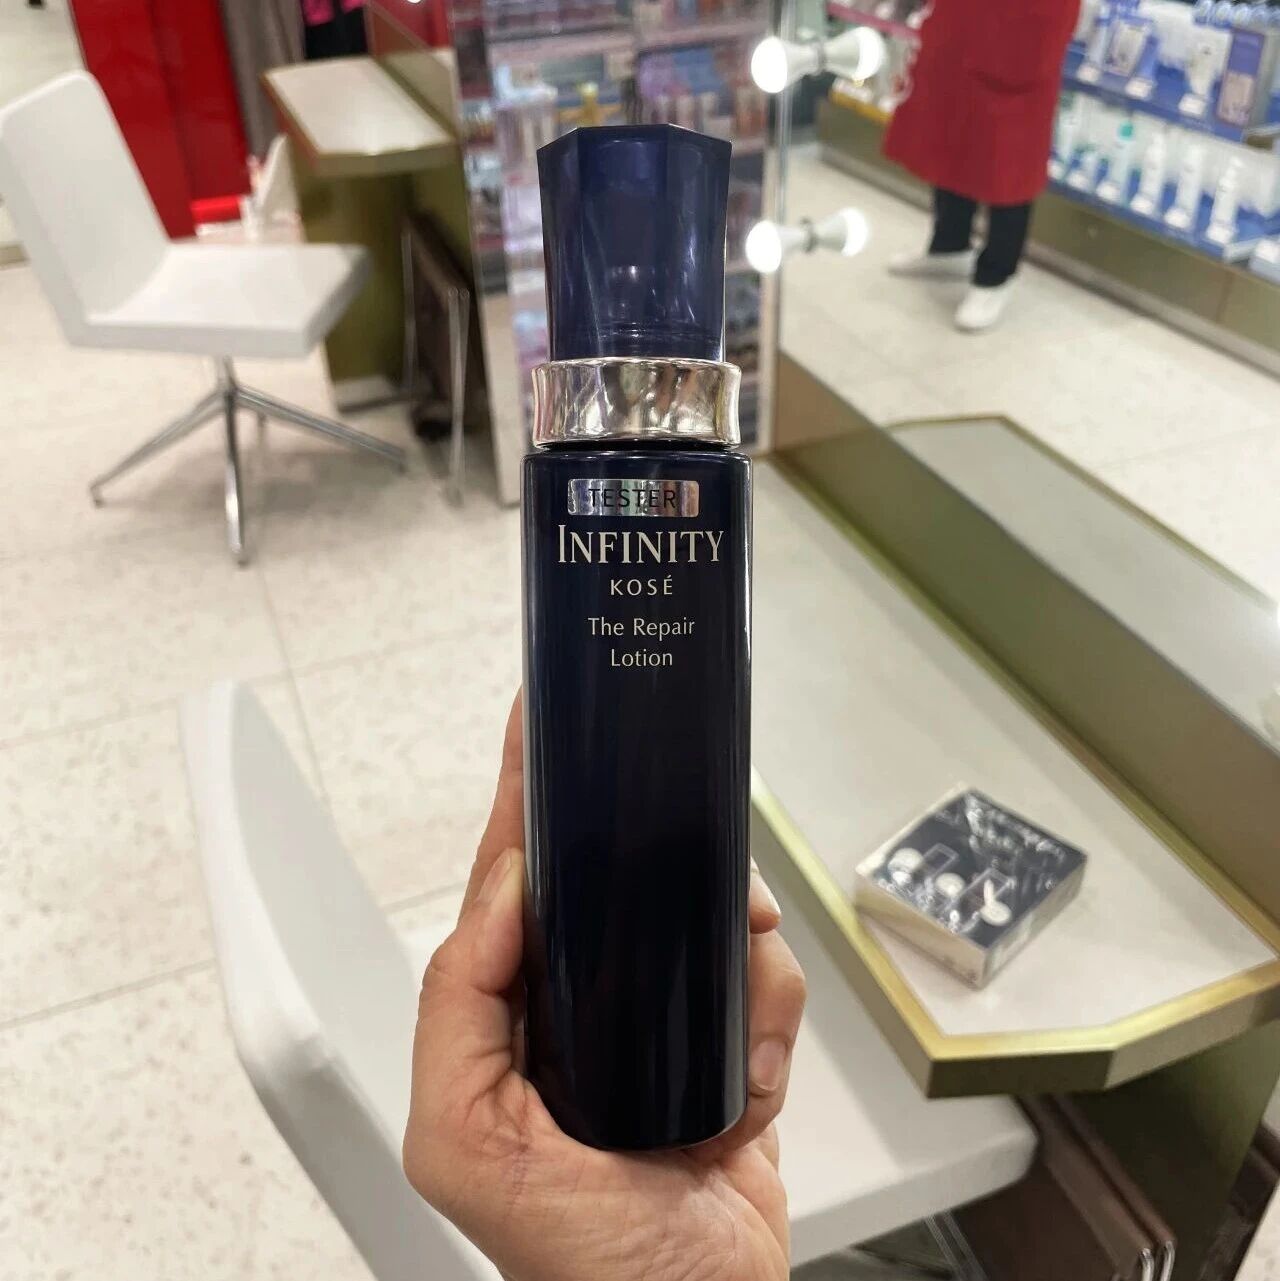 TESTER
INFINITY
KOSÉ
The Repair
Lotion